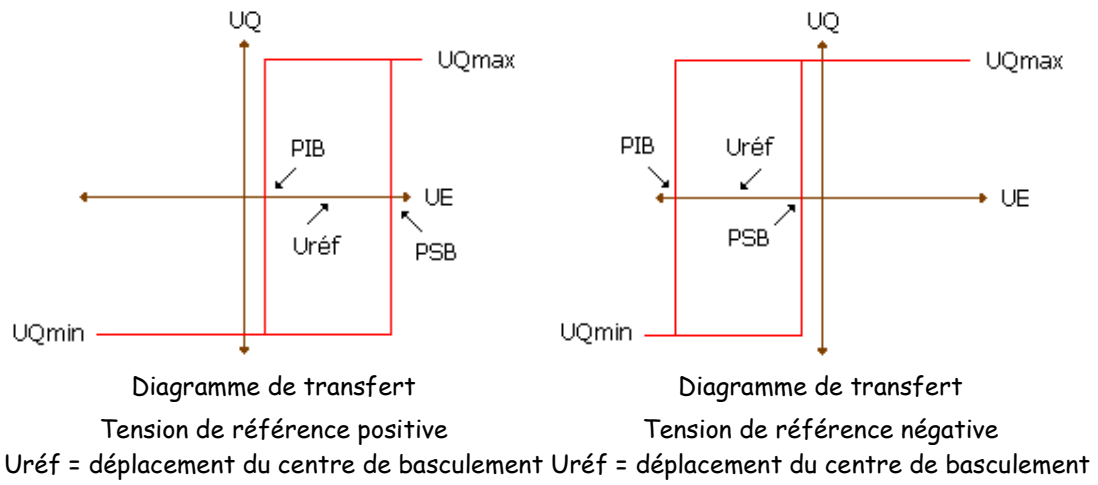 UQ
UQmax
PIB
UE
Uréf
PSB
UQmin
Diagramme de transfert
Tension de référence positive
Uréf = déplacement du centre de basculement
UQ
UQmax
PIB
Uréf
UE
PSB
UQmin
Diagramme de transfert
Tension de référence négative
Uréf = déplacement du centre de basculement